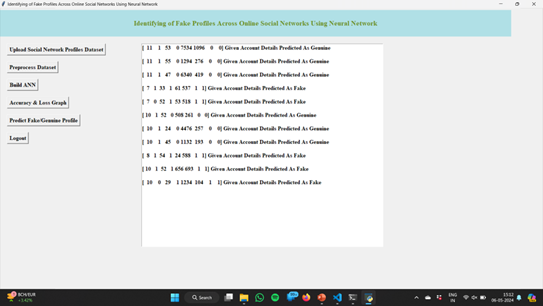 Identifying of Fake Profiles Across Online Social Networks Using Neural Network
Identifying of Fake Profiles Across Online Social Networks Using Neural Network
Upload Social Network Profiles Dataset
Preprocess Dataset
Build ANN
Accuracy & Loss Graph
Predict Fake/Genuine Profile
Logout
[ 11 1 53 0 7534 1096 0 0] Given Account Details Predicted As Genuine
[ 11 1 55 0 1294 276 0 0] Given Account Details Predicted As Genuine
[ 11 1 47 0 6340 419 0 0] Given Account Details Predicted As Genuine
[ 7 1 33 1 61 537 1 1] Given Account Details Predicted As Fake
[ 7 0 52 1 53 518 1 1] Given Account Details Predicted As Fake
[ 10 1 52 0 508 261 0 0] Given Account Details Predicted As Genuine
[ 10 1 24 0 4476 257 0 0] Given Account Details Predicted As Genuine
[ 10 1 45 0 1132 193 0 0] Given Account Details Predicted As Genuine
[ 8 1 54 1 24 588 1 1] Given Account Details Predicted As Fake
[ 10 1 52 1 656 693 1 1] Given Account Details Predicted As Fake
[ 10 0 29 1 1234 104 1 1] Given Account Details Predicted As Fake
BCH/EUR
+3.42%
Search
ENG
IN
15:12
06-05-2024